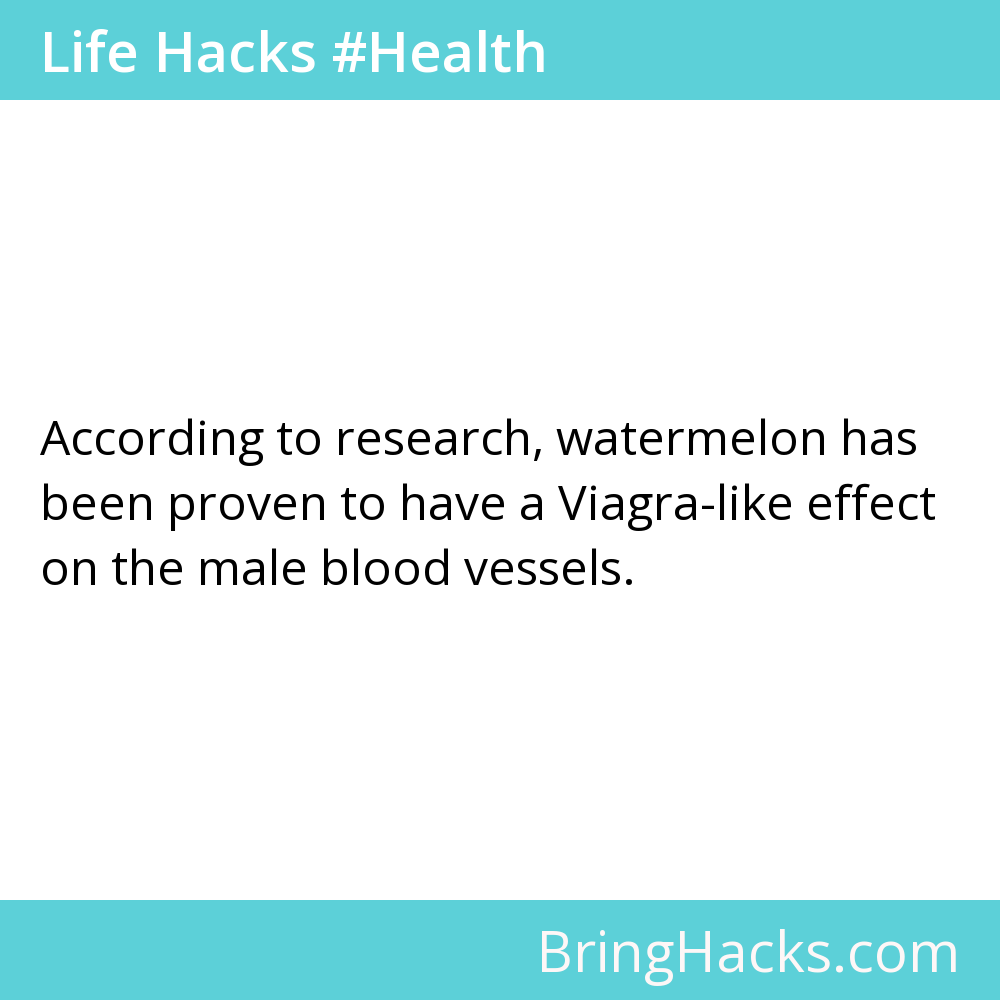 Life Hacks #Health
According to research, watermelon has
been proven to have a Viagra-like effect
on the male blood vessels.
BringHacks.com